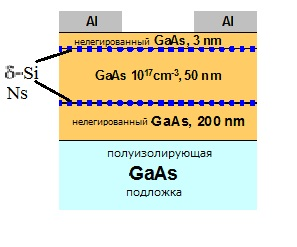 Al Al
нелегированный GaAs, 3 nm
δ-Si
Ns
GaAs 10¹⁷cm⁻³, 50 nm
нелегированный GaAs, 200 nm
полуизолирующая
GaAs
подложка